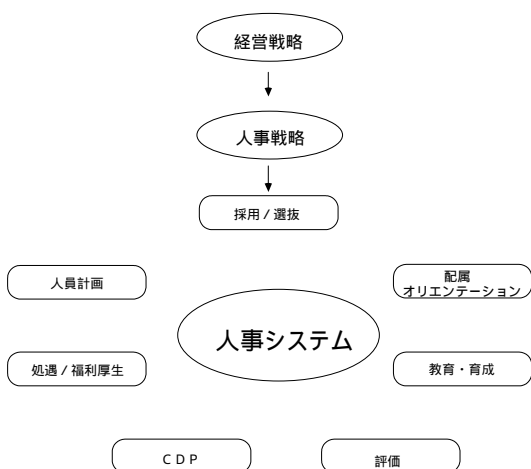 経営戦略
人事戦略
採用 / 選抜
人員計画
配属
オリエンテーション
人事システム
処遇 / 福利厚生
教育・育成
ＣＤＰ
評価